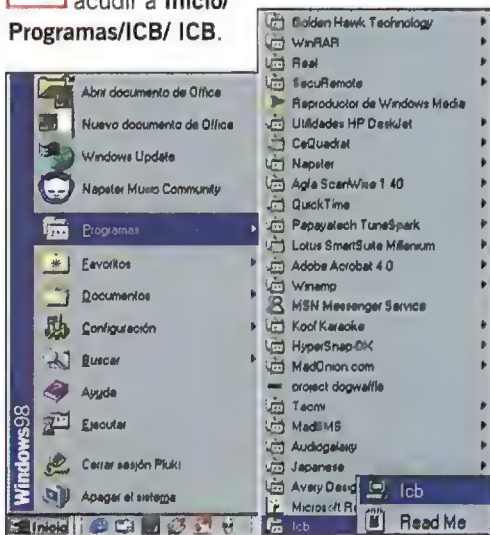 acudir a Inicio/
Programas/ICB/ ICB.
Abrir documento de Office
Nuevo documento de Office
Windows Update
Napster Music Community
Programas
Favoritos
Documentos
Configuración
Buscar
Ayuda
Ejecutar
Cerrar sesión Pluki
Apagar el sistema
Windows98
Inicio
Golden Hawk Technology
WinRAR
Real
SecuRemote
Reproductor de Windows Media
Utilidades HP DeskJet
CeQuadrat
Napster
Agfa ScanWise 1 40
QuickTime
Papayatech TuneSpark
Lotus SmartSuite Millenium
Adobe Acrobat 4.0
Winamp
MSN Messenger Service
Kool Karaoke
HyperSnap-DX
MadOnion.com
project dogwaffle
Tecmi
MadSMS
Audiogalaxy
Japanese
Avery Desig
Microsoft R
Icb
Icb
Read Me